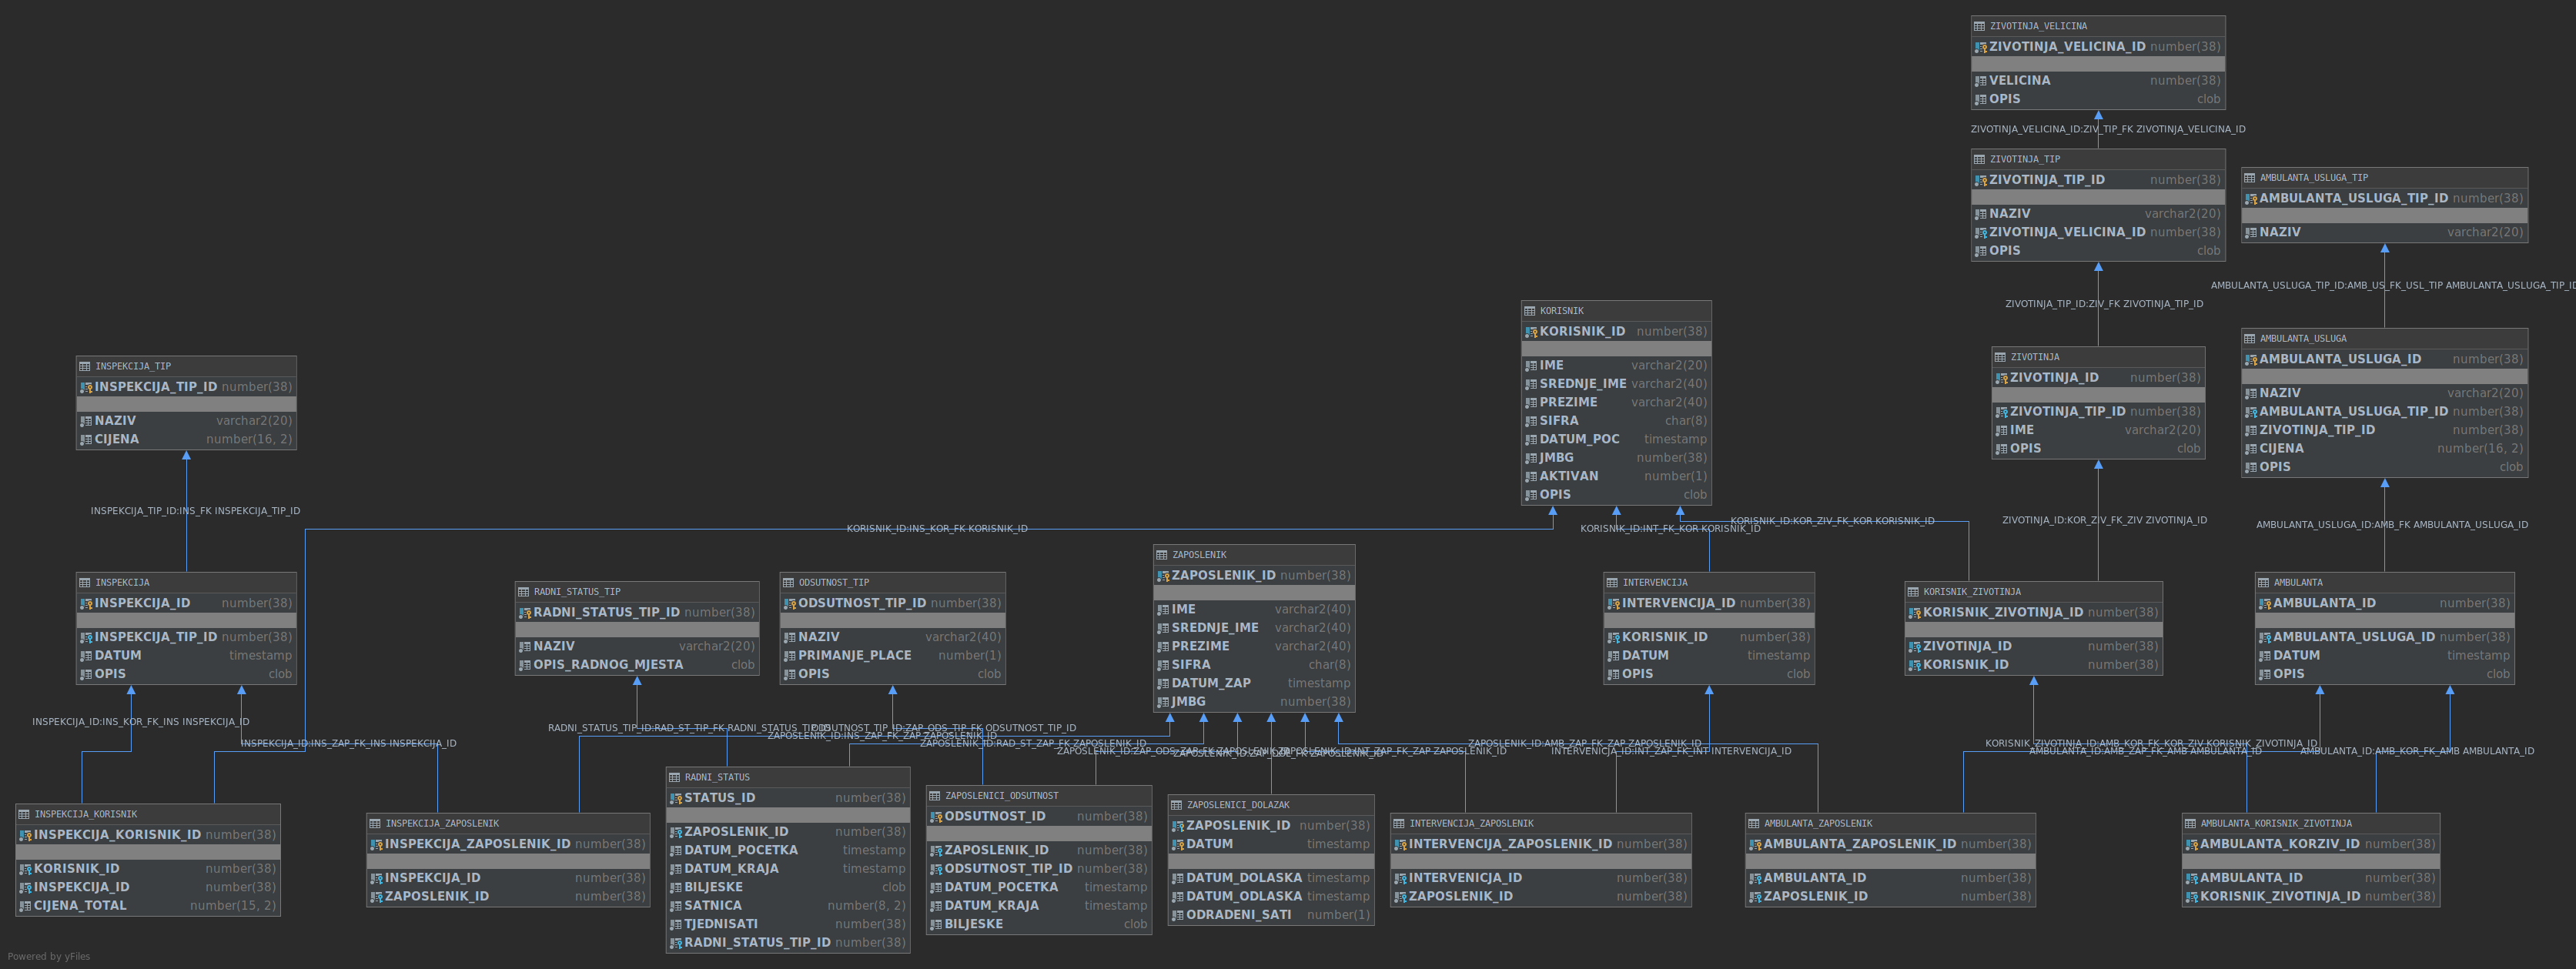 ZIVOTINJA_VELICINA
ZIVOTINJA_VELICINA_ID number(38)
VELICINA number(38)
OPIS clob
ZIVOTINJA_VELICINA_ID:ZIV_TIP_FK ZIVOTINJA_VELICINA_ID
ZIVOTINJA_TIP
ZIVOTINJA_TIP_ID number(38)
NAZIV varchar2(20)
ZIVOTINJA_VELICINA_ID number(38)
OPIS clob
AMBULANTA_USLUGA_TIP
AMBULANTA_USLUGA_TIP_ID number(38)
NAZIV varchar2(20)
ZIVOTINJA_TIP_ID:ZIV_FK ZIVOTINJA_TIP_ID
AMBULANTA_USLUGA_TIP_ID:AMB_US_FK_USL_TIP AMBULANTA_USLUGA_TIP_ID
KORISNIK
KORISNIK_ID number(38)
IME varchar2(20)
SREDNJE_IME varchar2(40)
PREZIME varchar2(40)
SIFRA char(8)
DATUM_POC timestamp
JMBG number(38)
AKTIVAN number(1)
OPIS clob
ZIVOTINJA
ZIVOTINJA_ID number(38)
ZIVOTINJA_TIP_ID number(38)
IME varchar2(20)
OPIS clob
AMBULANTA_USLUGA
AMBULANTA_USLUGA_ID number(38)
NAZIV varchar2(20)
AMBULANTA_USLUGA_TIP_ID number(38)
ZIVOTINJA_TIP_ID number(38)
CIJENA number(16, 2)
OPIS clob
INSPEKCIJA_TIP
INSPEKCIJA_TIP_ID number(38)
NAZIV varchar2(20)
CIJENA number(16, 2)
INSPEKCIJA_TIP_ID:INS_FK INSPEKCIJA_TIP_ID
KORISNIK_ID:INS_KOR_FK KORISNIK_ID
KORISNIK_ID:INT_FK_KOR KORISNIK_ID
KORISNIK_ID:KOR_ZIV_FK_KOR KORISNIK_ID
ZIVOTINJA_ID:KOR_ZIV_FK_ZIV ZIVOTINJA_ID
AMBULANTA_USLUGA_ID:AMB_FK AMBULANTA_USLUGA_ID
INSPEKCIJA
INSPEKCIJA_ID number(38)
INSPEKCIJA_TIP_ID number(38)
DATUM timestamp
OPIS clob
RADNI_STATUS_TIP
RADNI_STATUS_TIP_ID number(38)
NAZIV varchar2(20)
OPIS_RADNOG_MJESTA clob
ODSUTNOST_TIP
ODSUTNOST_TIP_ID number(38)
NAZIV varchar2(40)
PRIMANJE_PLACE number(1)
OPIS clob
ZAPOSLENIK
ZAPOSLENIK_ID number(38)
IME varchar2(40)
SREDNJE_IME varchar2(40)
PREZIME varchar2(40)
SIFRA char(8)
DATUM_ZAP timestamp
JMBG number(38)
INTERVENCIJA
INTERVENCIJA_ID number(38)
KORISNIK_ID number(38)
DATUM timestamp
OPIS clob
KORISNIK_ZIVOTINJA
KORISNIK_ZIVOTINJA_ID number(38)
ZIVOTINJA_ID number(38)
KORISNIK_ID number(38)
AMBULANTA
AMBULANTA_ID number(38)
AMBULANTA_USLUGA_ID number(38)
DATUM timestamp
OPIS clob
INSPEKCIJA_ID:INS_KOR_FK_INS INSPEKCIJA_ID
INSPEKCIJA_ID:INS_ZAP_FK_INS INSPEKCIJA_ID
RADNI_STATUS_TIP_ID:RAD_ST_TIP_FK RADNI_STATUS_TIP_ID
ODSUTNOST_TIP_ID:ZAP_ODS_TIP_FK ODSUTNOST_TIP_ID
ZAPOSLENIK_ID:INS_ZAP_FK_ZAP ZAPOSLENIK_ID
ZAPOSLENIK_ID:RAD_ST_ZAP_FK ZAPOSLENIK_ID
ZAPOSLENIK_ID:AMB_ZAP_FK_ZAP ZAPOSLENIK_ID
INTERVENICIJA_ID:INT_ZAP_FK_INT INTERVENCIJA_ID
KORISNIK_ZIVOTINJA_ID:AMB_KOR_FK_KOR_ZIV KORISNIK_ZIVOTINJA_ID
AMBULANTA_ID:AMB_ZAP_FK_AMB AMBULANTA_ID
AMBULANTA_ID:AMB_KOR_FK_AMB AMBULANTA_ID
INSPEKCIJA_KORISNIK
INSPEKCIJA_KORISNIK_ID number(38)
KORISNIK_ID number(38)
INSPEKCIJA_ID number(38)
CIJENA_TOTAL number(15, 2)
INSPEKCIJA_ZAPOSLENIK
INSPEKCIJA_ZAPOSLENIK_ID number(38)
INSPEKCIJA_ID number(38)
ZAPOSLENIK_ID number(38)
RADNI_STATUS
STATUS_ID number(38)
ZAPOSLENIK_ID number(38)
DATUM_POCETKA timestamp
DATUM_KRAJA timestamp
BILJESKE clob
SATNICA number(8, 2)
TJEDNISATI number(38)
RADNI_STATUS_TIP_ID number(38)
ZAPOSLENICI_ODSUTNOST
ODSUTNOST_ID number(38)
ZAPOSLENIK_ID number(38)
ODSUTNOST_TIP_ID number(38)
DATUM_POCETKA timestamp
DATUM_KRAJA timestamp
BILJESKE clob
ZAPOSLENICI_DOLAZAK
ZAPOSLENIK_ID number(38)
DATUM timestamp
DATUM_DOLASKA timestamp
DATUM_ODLASKA timestamp
ODRADENI_SATI number(1)
INTERVENCIJA_ZAPOSLENIK
INTERVENCIJA_ZAPOSLENIK_ID number(38)
INTERVENICIJA_ID number(38)
ZAPOSLENIK_ID number(38)
AMBULANTA_ZAPOSLENIK
AMBULANTA_ZAPOSLENIK_ID number(38)
AMBULANTA_ID number(38)
ZAPOSLENIK_ID number(38)
AMBULANTA_KORISNIK_ZIVOTINJA
AMBULANTA_KORZIV_ID number(38)
AMBULANTA_ID number(38)
KORISNIK_ZIVOTINJA_ID number(38)
Powered by yFiles